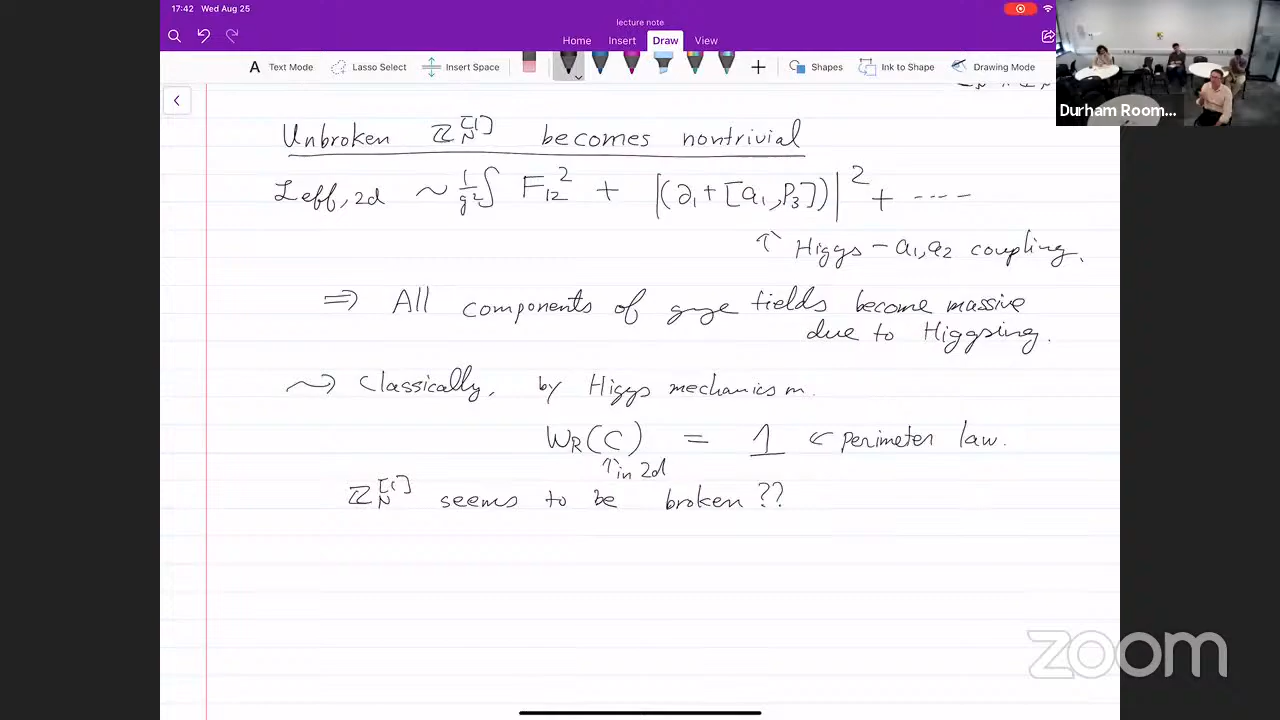 17:42 Wed Aug 25
lecture note
Home Insert Draw View
Text Mode Lasso Select Insert Space Shapes Ink to Shape Drawing Mode
Durham Room...
Unbroken ℤ_N^[1] becomes nontrivial
L_eff, 2d ~ 1/g² ∫ F₁₂² + |(∂₁ + [a₁, P₃])|² + ----
↑ Higgs - a₁, a₂ coupling.
⇒ All components of gauge fields become massive
due to Higgsing.
⇝ Classically, by Higgs mechanicsm.
W_R(C) = 1 ← perimeter law.
↑ in 2d
ℤ_N^[1] seems to be broken ??
zoom